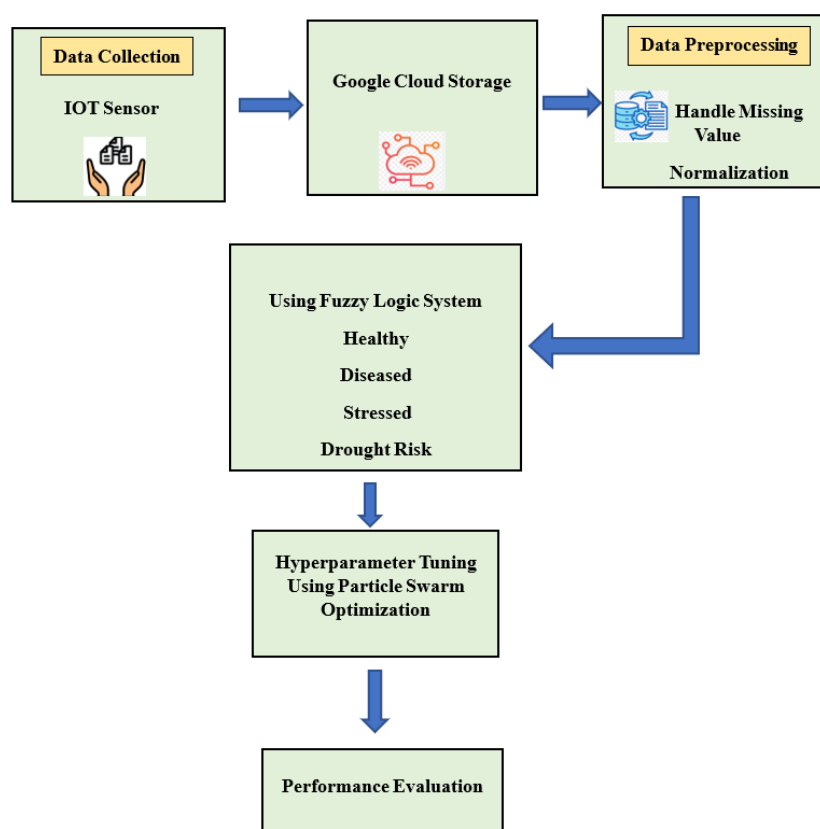 Data Collection
IOT Sensor
Google Cloud Storage
Data Preprocessing
Handle Missing
Value
Normalization
Using Fuzzy Logic System
Healthy
Diseased
Stressed
Drought Risk
Hyperparameter Tuning
Using Particle Swarm
Optimization
Performance Evaluation